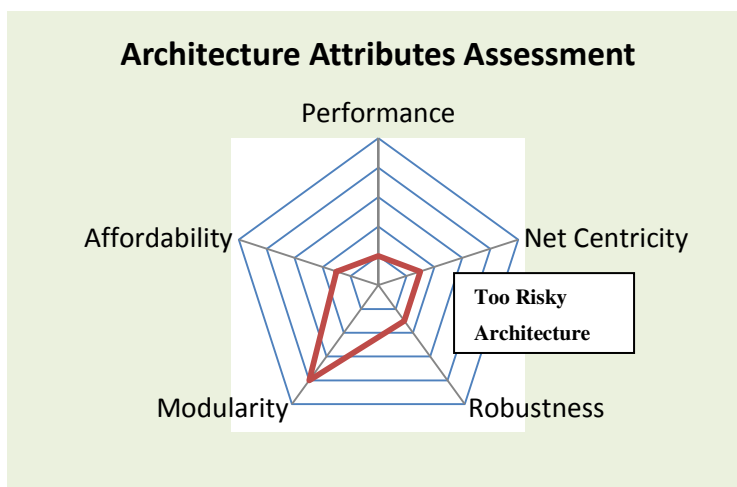 Architecture Attributes Assessment
Performance
Affordability
Net Centricity
Too Risky
Architecture
Modularity
Robustness